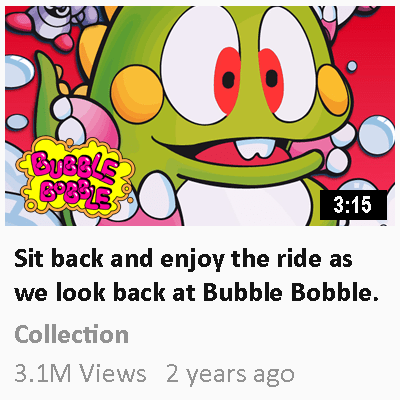 BUBBLE
BOBBLE
3:15
Sit back and enjoy the ride as
we look back at Bubble Bobble.
Collection
3.1M Views 2 years ago